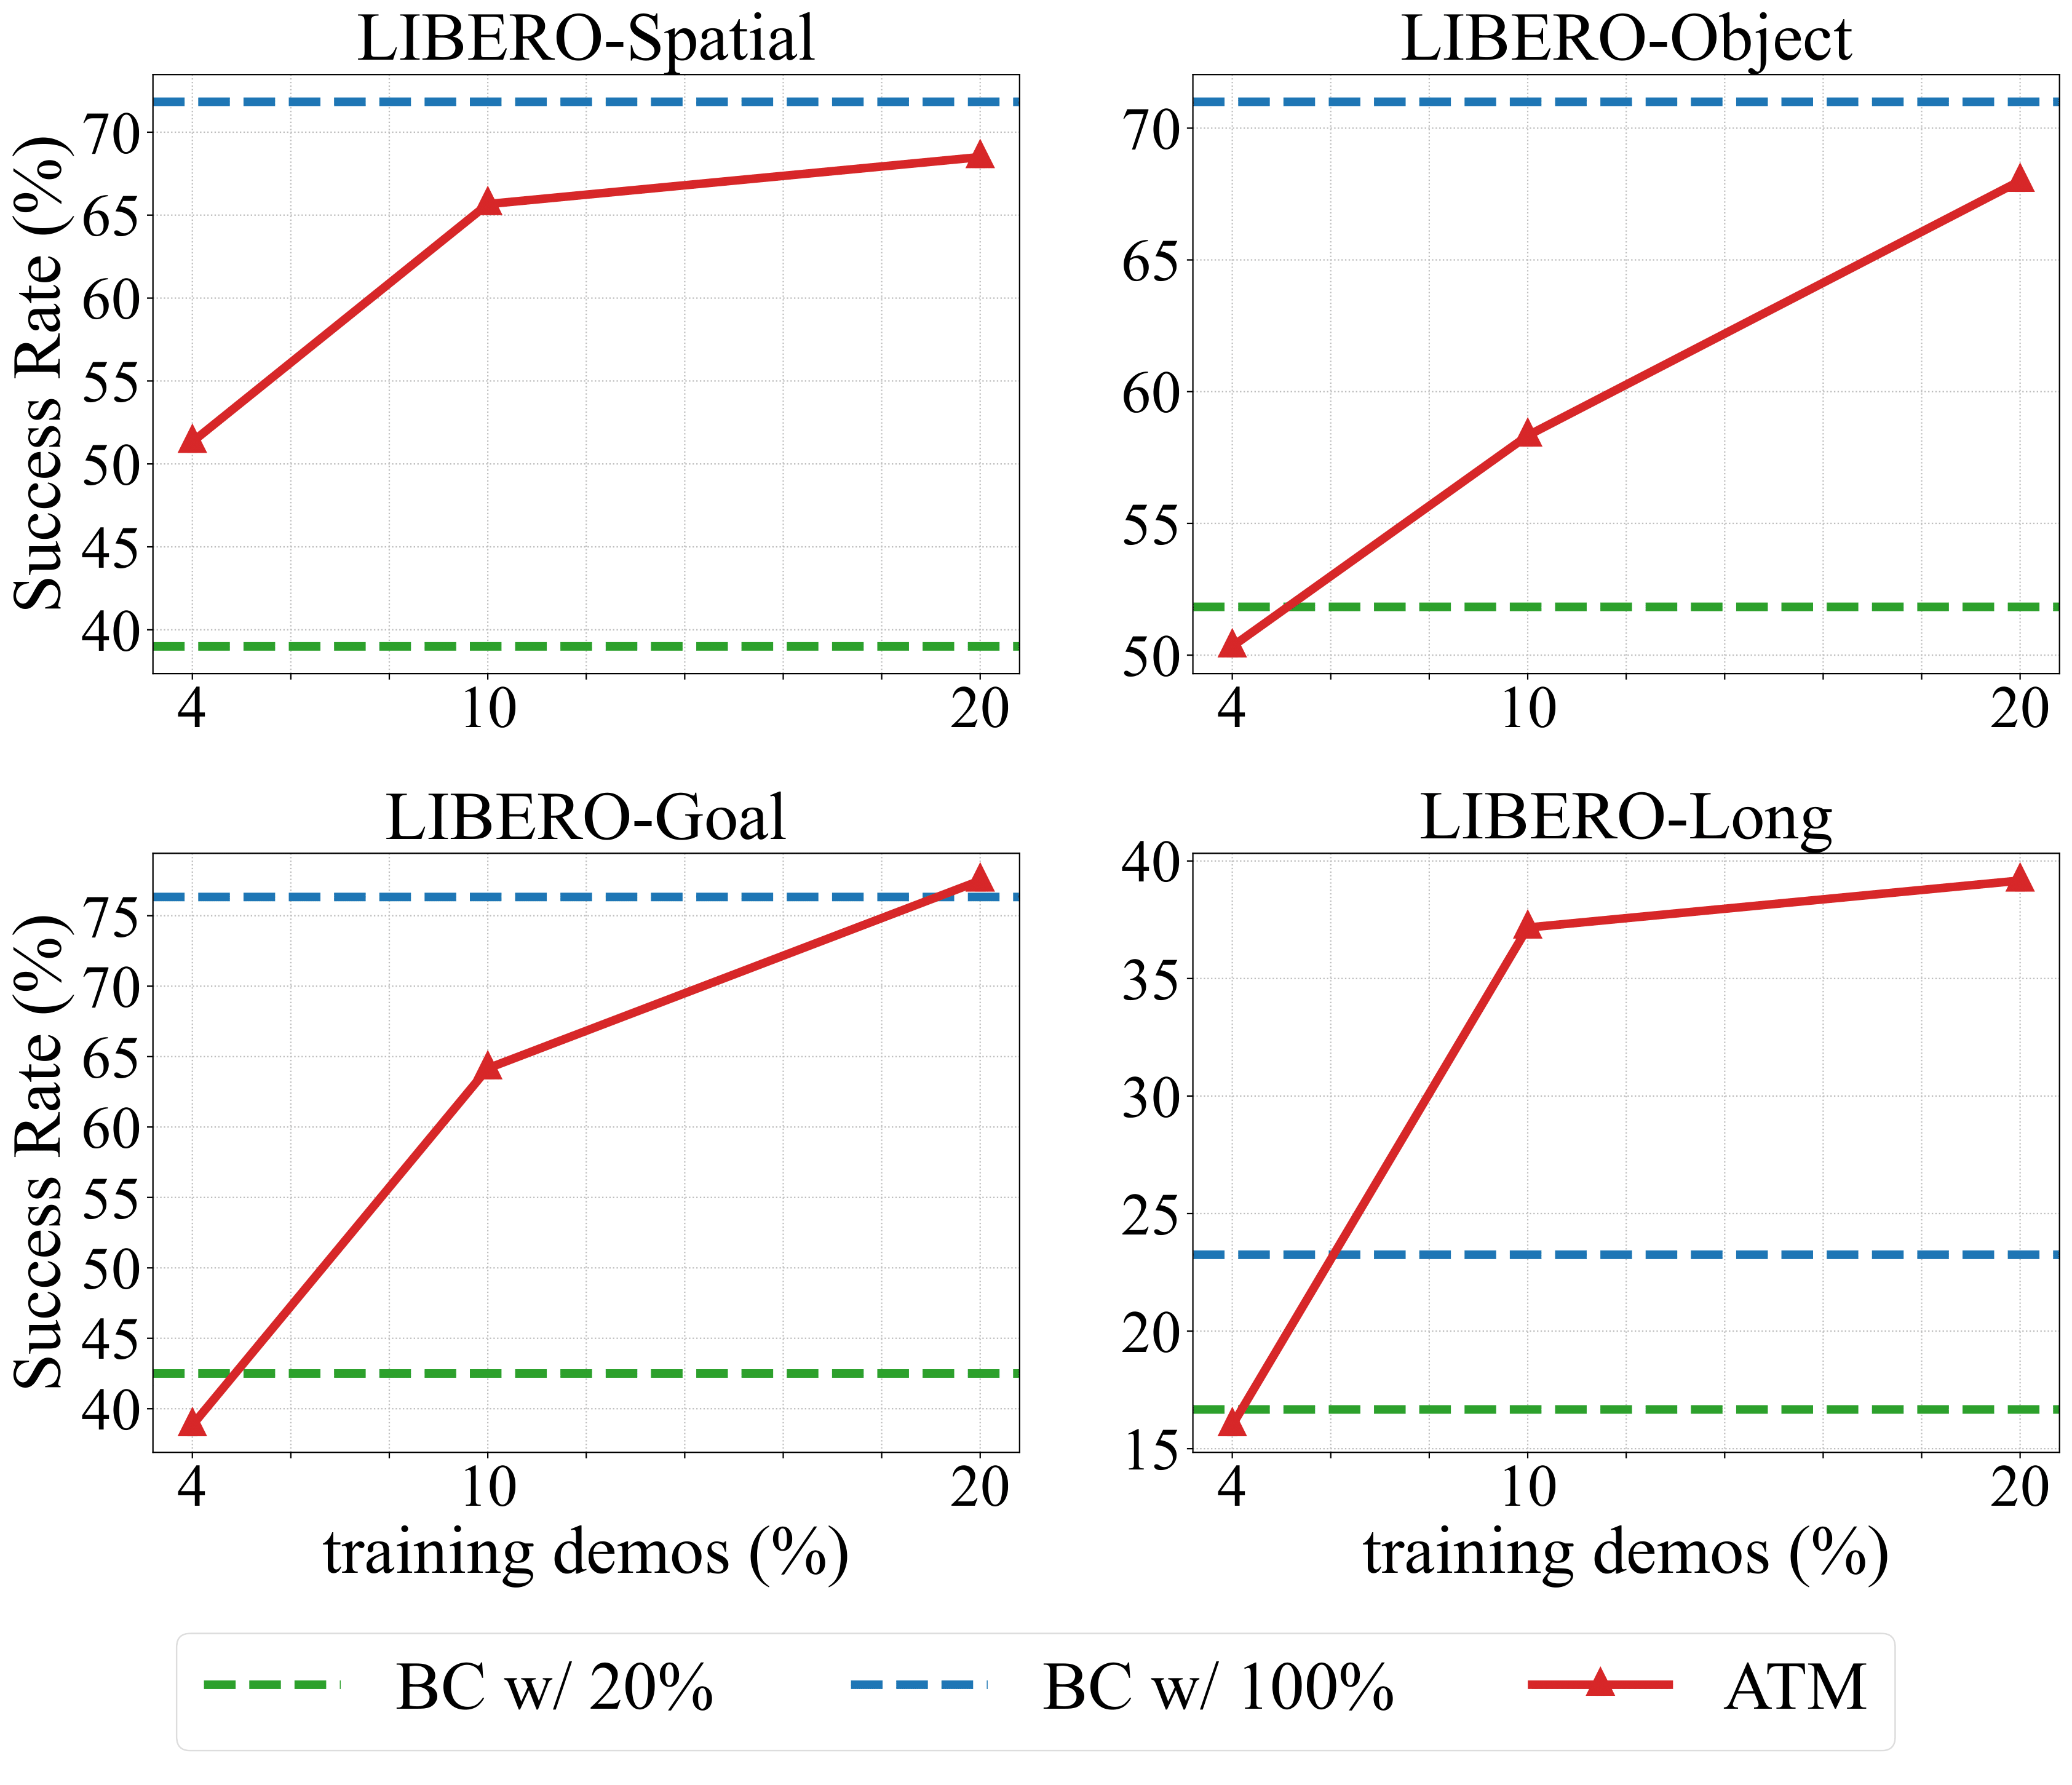 LIBERO-Spatial
Success Rate (%)
70
65
60
55
50
45
40
4 10 20
LIBERO-Object
70
65
60
55
50
4 10 20
LIBERO-Goal
Success Rate (%)
75
70
65
60
55
50
45
40
4 10 20
training demos (%)
LIBERO-Long
40
35
30
25
20
15
4 10 20
training demos (%)
BC w/ 20% BC w/ 100% ATM